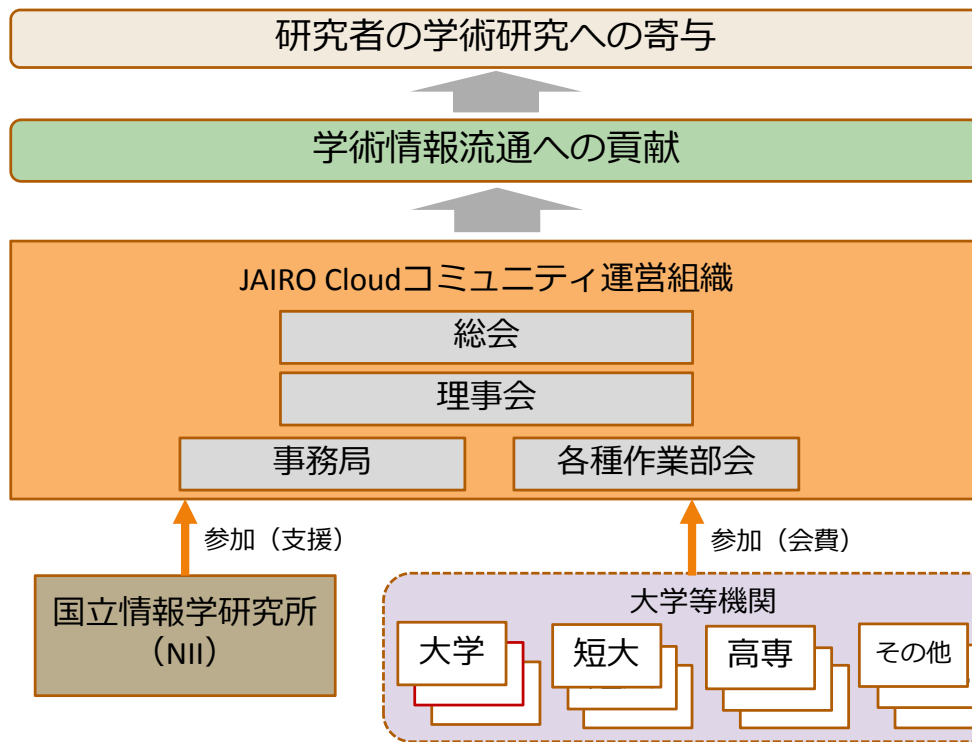 研究者の学術研究への寄与
学術情報流通への貢献
JAIRO Cloudコミュニティ運営組織
総会
理事会
事務局
各種作業部会
参加（支援）
参加（会費）
国立情報学研究所
（NII）
大学等機関
大学
短大
高専
その他